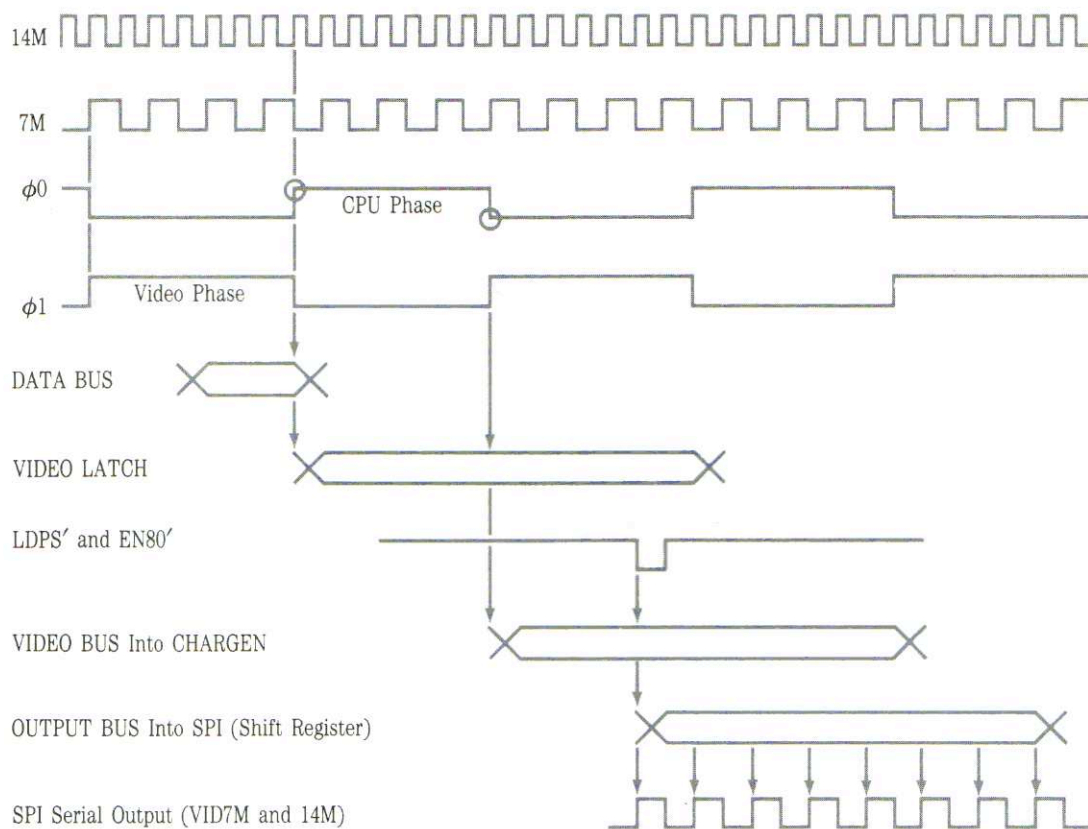 14M
7M
ϕ0
CPU Phase
Video Phase
ϕ1
DATA BUS
VIDEO LATCH
LDPS′ and EN80′
VIDEO BUS Into CHARGEN
OUTPUT BUS Into SPI (Shift Register)
SPI Serial Output (VID7M and 14M)